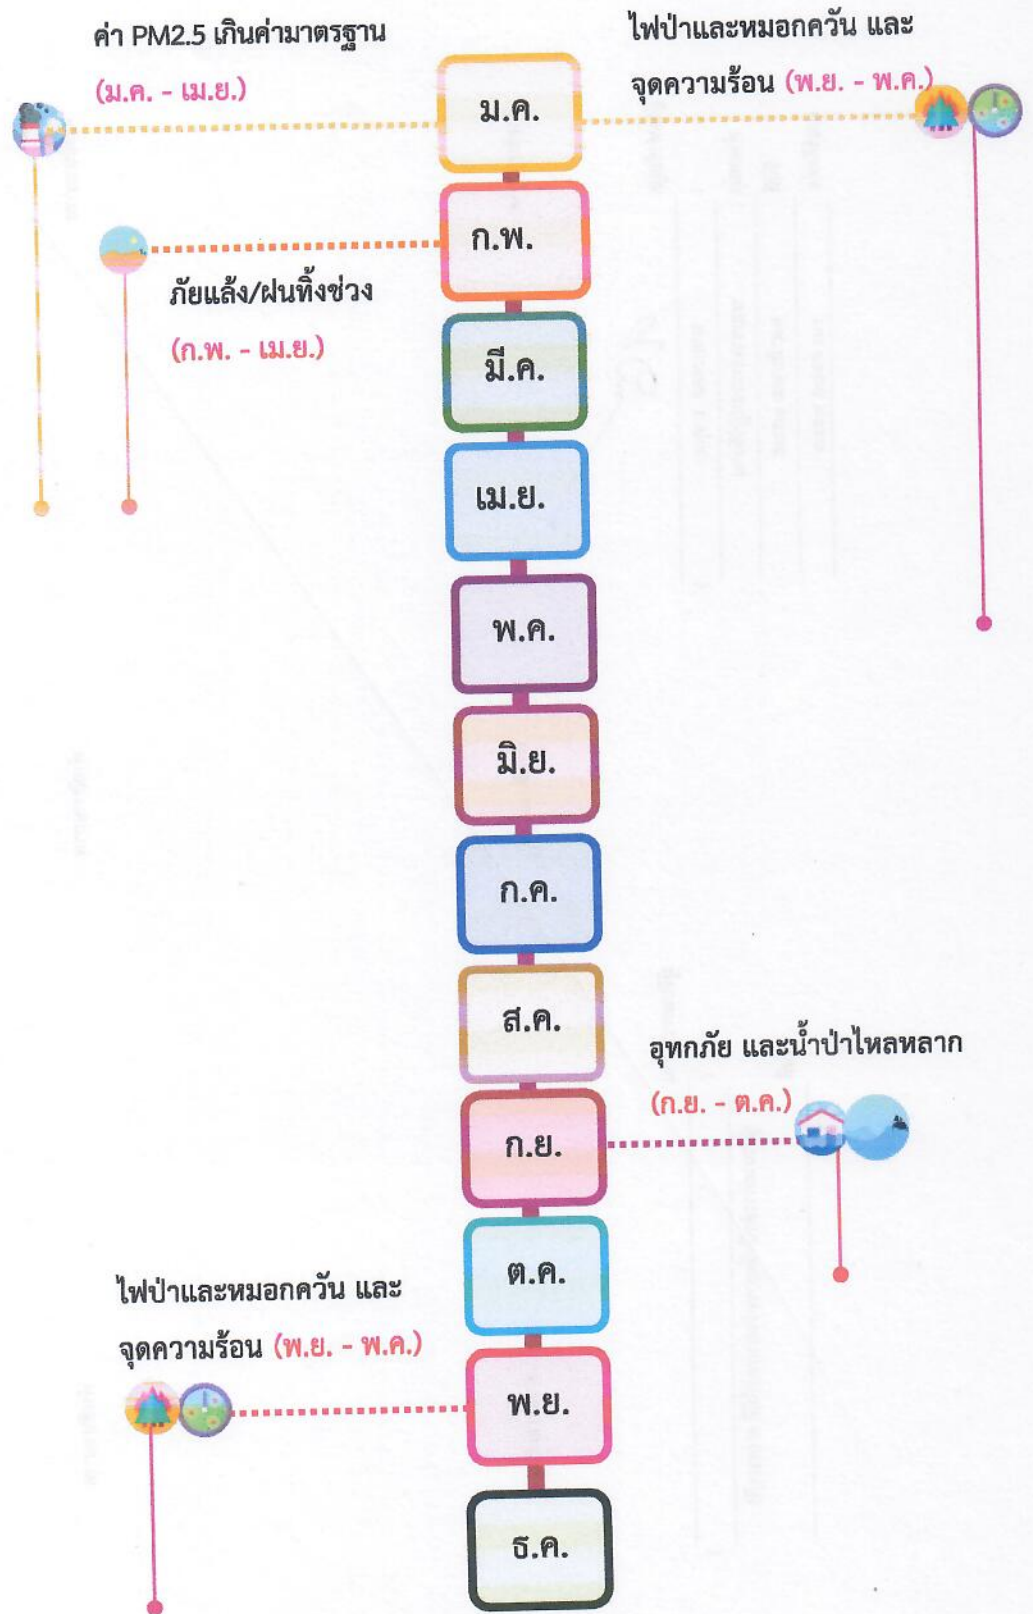 ค่า PM2.5 เกินค่ามาตรฐาน
(ม.ค. - เม.ย.)
ไฟป่าและหมอกควัน และ
จุดความร้อน (พ.ย. - พ.ค.)
ม.ค.
ก.พ.
ภัยแล้ง/ฝนทิ้งช่วง
(ก.พ. - เม.ย.)
มี.ค.
เม.ย.
พ.ค.
มิ.ย.
ก.ค.
ส.ค.
อุทกภัย และน้ำป่าไหลหลาก
(ก.ย. - ต.ค.)
ก.ย.
ต.ค.
ไฟป่าและหมอกควัน และ
จุดความร้อน (พ.ย. - พ.ค.)
พ.ย.
ธ.ค.